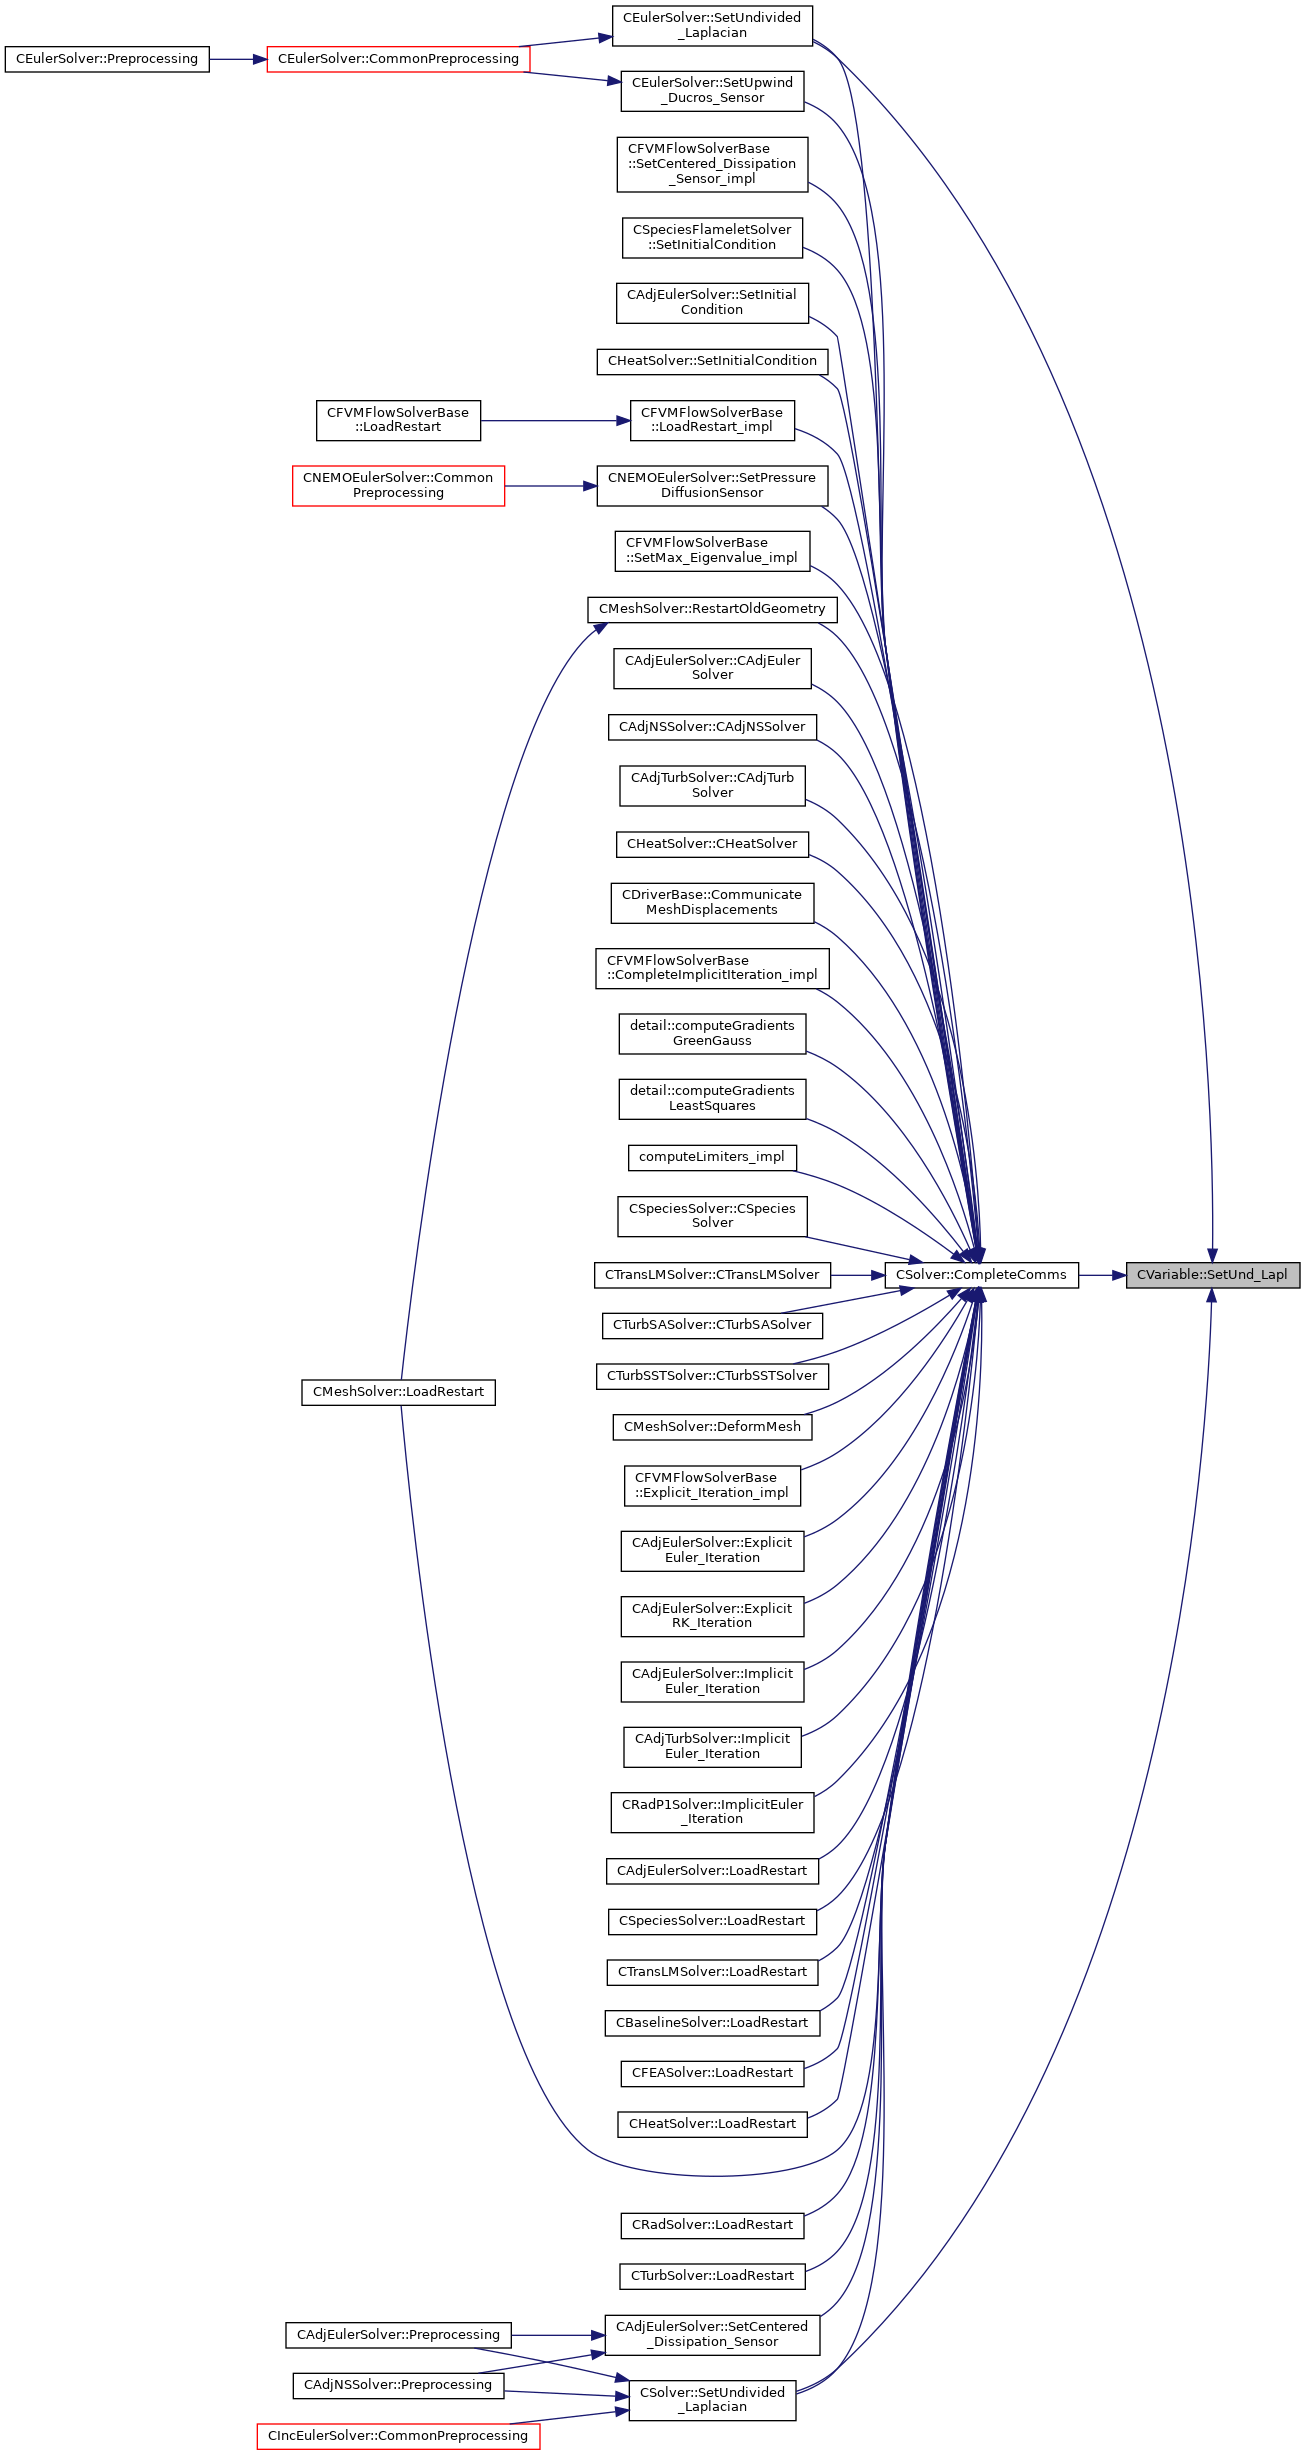 CEulerSolver::SetUndivided
_Laplacian
CEulerSolver::Preprocessing
CEulerSolver::CommonPreprocessing
CEulerSolver::SetUpwind
_Ducros_Sensor
CFVMFlowSolverBase
::SetCentered_Dissipation
_Sensor_impl
CSpeciesFlameletSolver
::SetInitialCondition
CAdjEulerSolver::SetInitial
Condition
CHeatSolver::SetInitialCondition
CFVMFlowSolverBase
::LoadRestart
CFVMFlowSolverBase
::LoadRestart_impl
CNEMOEulerSolver::Common
Preprocessing
CNEMOEulerSolver::SetPressure
DiffusionSensor
CFVMFlowSolverBase
::SetMax_Eigenvalue_impl
CMeshSolver::RestartOldGeometry
CAdjEulerSolver::CAdjEuler
Solver
CAdjNSSolver::CAdjNSSolver
CAdjTurbSolver::CAdjTurb
Solver
CHeatSolver::CHeatSolver
CDriverBase::Communicate
MeshDisplacements
CFVMFlowSolverBase
::CompleteImplicitIteration_impl
detail::computeGradients
GreenGauss
detail::computeGradients
LeastSquares
computeLimiters_impl
CSpeciesSolver::CSpecies
Solver
CTransLMSolver::CTransLMSolver
CSolver::CompleteComms
CVariable::SetUnd_Lapl
CTurbSASolver::CTurbSASolver
CTurbSSTSolver::CTurbSSTSolver
CMeshSolver::LoadRestart
CMeshSolver::DeformMesh
CFVMFlowSolverBase
::Explicit_Iteration_impl
CAdjEulerSolver::Explicit
Euler_Iteration
CAdjEulerSolver::Explicit
RK_Iteration
CAdjEulerSolver::Implicit
Euler_Iteration
CAdjTurbSolver::Implicit
Euler_Iteration
CRadP1Solver::ImplicitEuler
_Iteration
CAdjEulerSolver::LoadRestart
CSpeciesSolver::LoadRestart
CTransLMSolver::LoadRestart
CBaselineSolver::LoadRestart
CFEASolver::LoadRestart
CHeatSolver::LoadRestart
CRadSolver::LoadRestart
CTurbSolver::LoadRestart
CAdjEulerSolver::Preprocessing
CAdjEulerSolver::SetCentered
_Dissipation_Sensor
CAdjNSSolver::Preprocessing
CSolver::SetUndivided
_Laplacian
CIncEulerSolver::CommonPreprocessing